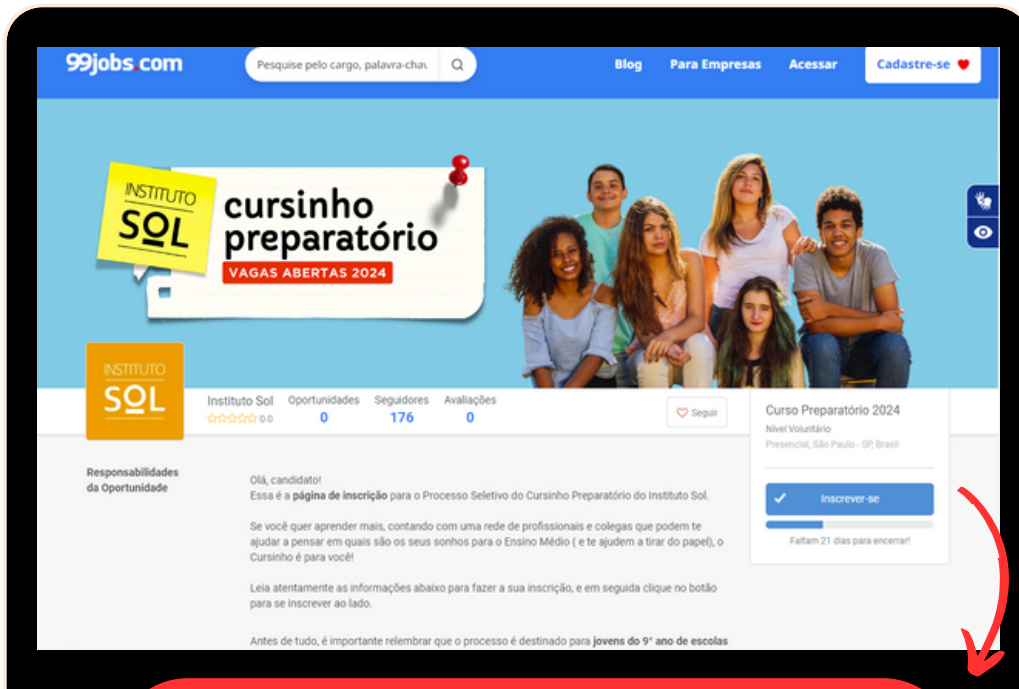 99jobs.com
Pesquise pelo cargo, palavra-chav
Blog
Para Empresas
Acessar
Cadastre-se
INSTITUTO
SOL
cursinho
preparatório
VAGAS ABERTAS 2024
INSTITUTO
SOL
Instituto Sol
0.0
Oportunidades
0
Seguidores
176
Avaliações
0
Seguir
Curso Preparatório 2024
Nível Voluntário
Presencial, São Paulo - SP, Brasil
Inscrever-se
Faltam 21 dias para encerrar!
Responsabilidades
da Oportunidade
Olá, candidato!
Essa é a página de inscrição para o Processo Seletivo do Cursinho Preparatório do Instituto Sol.
Se você quer aprender mais, contando com uma rede de profissionais e colegas que podem te
ajudar a pensar em quais são os seus sonhos para o Ensino Médio ( e te ajudem a tirar do papel), o
Cursinho é para você!
Leia atentamente as informações abaixo para fazer a sua inscrição, e em seguida clique no botão
para se inscrever ao lado.
Antes de tudo, é importante relembrar que o processo é destinado para jovens do 9° ano de escolas